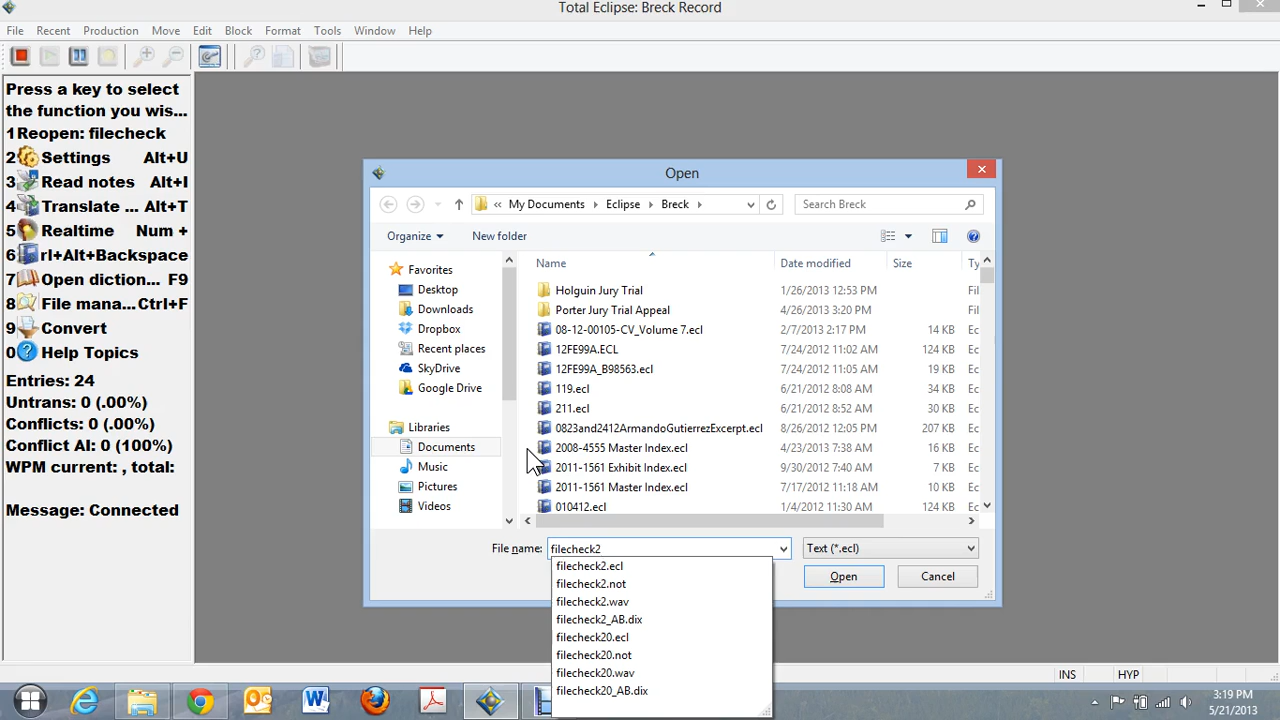 Total Eclipse: Breck Record
File Recent Production Move Edit Block Format Tools Window Help
Press a key to select
the function you wis...
1Reopen: filecheck
2 Settings Alt+U
3 Read notes Alt+I
4 Translate ... Alt+T
5 Realtime Num +
6 rl+Alt+Backspace
7 Open diction... F9
8 File mana... Ctrl+F
9 Convert
0 Help Topics
Entries: 24
Untrans: 0 (.00%)
Conflicts: 0 (.00%)
Conflict AI: 0 (100%)
WPM current: , total:
Message: Connected
Open
« My Documents Eclipse Breck
Search Breck
Organize New folder
Favorites
Desktop
Downloads
Dropbox
Recent places
SkyDrive
Google Drive
Libraries
Documents
Music
Pictures
Videos
Name Date modified Size Ty
Holguin Jury Trial 1/26/2013 12:53 PM Fil
Porter Jury Trial Appeal 4/26/2013 3:20 PM Fil
08-12-00105-CV_Volume 7.ecl 2/7/2013 2:17 PM 14 KB Ec
12FE99A.ECL 7/24/2012 11:02 AM 124 KB Ec
12FE99A_B98563.ecl 7/24/2012 11:05 AM 19 KB Ec
119.ecl 6/21/2012 8:08 AM 34 KB Ec
211.ecl 6/21/2012 8:52 AM 30 KB Ec
0823and2412ArmandoGutierrezExcerpt.ecl 8/26/2012 12:05 PM 207 KB Ec
2008-4555 Master Index.ecl 4/23/2013 7:38 AM 16 KB Ec
2011-1561 Exhibit Index.ecl 9/30/2012 7:40 AM 7 KB Ec
2011-1561 Master Index.ecl 7/17/2012 11:18 AM 10 KB Ec
010412.ecl 1/4/2012 11:30 AM 124 KB Ec
File name: filecheck2 Text (*.ecl)
Open Cancel
filecheck2.ecl
filecheck2.not
filecheck2.wav
filecheck2_AB.dix
filecheck20.ecl
filecheck20.not
filecheck20.wav
filecheck20_AB.dix
INS HYP
3:19 PM
5/21/2013